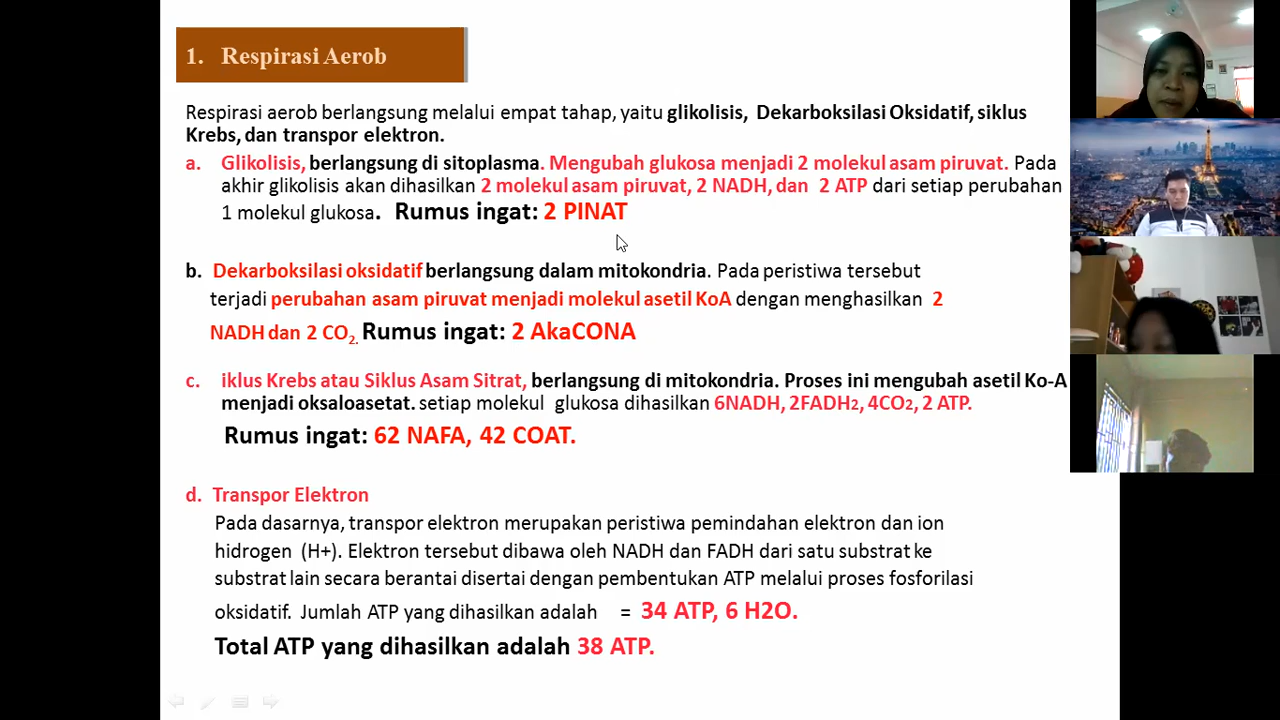 1. Respirasi Aerob
Respirasi aerob berlangsung melalui empat tahap, yaitu glikolisis, Dekarboksilasi Oksidatif, siklus
Krebs, dan transpor elektron.
a. Glikolisis, berlangsung di sitoplasma. Mengubah glukosa menjadi 2 molekul asam piruvat. Pada
akhir glikolisis akan dihasilkan 2 molekul asam piruvat, 2 NADH, dan 2 ATP dari setiap perubahan
1 molekul glukosa. Rumus ingat: 2 PINAT
b. Dekarboksilasi oksidatif berlangsung dalam mitokondria. Pada peristiwa tersebut
terjadi perubahan asam piruvat menjadi molekul asetil KoA dengan menghasilkan 2
NADH dan 2 CO2. Rumus ingat: 2 AkaCONA
c. iklus Krebs atau Siklus Asam Sitrat, berlangsung di mitokondria. Proses ini mengubah asetil Ko-A
menjadi oksaloasetat. setiap molekul glukosa dihasilkan 6NADH, 2FADH2, 4CO2, 2 ATP.
Rumus ingat: 62 NAFA, 42 COAT.
d. Transpor Elektron
Pada dasarnya, transpor elektron merupakan peristiwa pemindahan elektron dan ion
hidrogen (H+). Elektron tersebut dibawa oleh NADH dan FADH dari satu substrat ke
substrat lain secara berantai disertai dengan pembentukan ATP melalui proses fosforilasi
oksidatif. Jumlah ATP yang dihasilkan adalah = 34 ATP, 6 H2O.
Total ATP yang dihasilkan adalah 38 ATP.